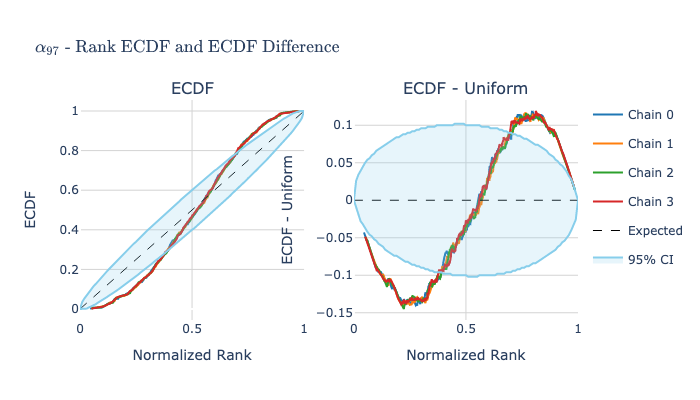 α97 - Rank ECDF and ECDF Difference
ECDF
ECDF - Uniform
ECDF
1
0.8
0.6
0.4
0.2
0
0
0.5
1
Normalized Rank
ECDF - Uniform
0.1
0.05
0
−0.05
−0.1
−0.15
0
0.5
1
Normalized Rank
Chain 0
Chain 1
Chain 2
Chain 3
Expected
95% CI